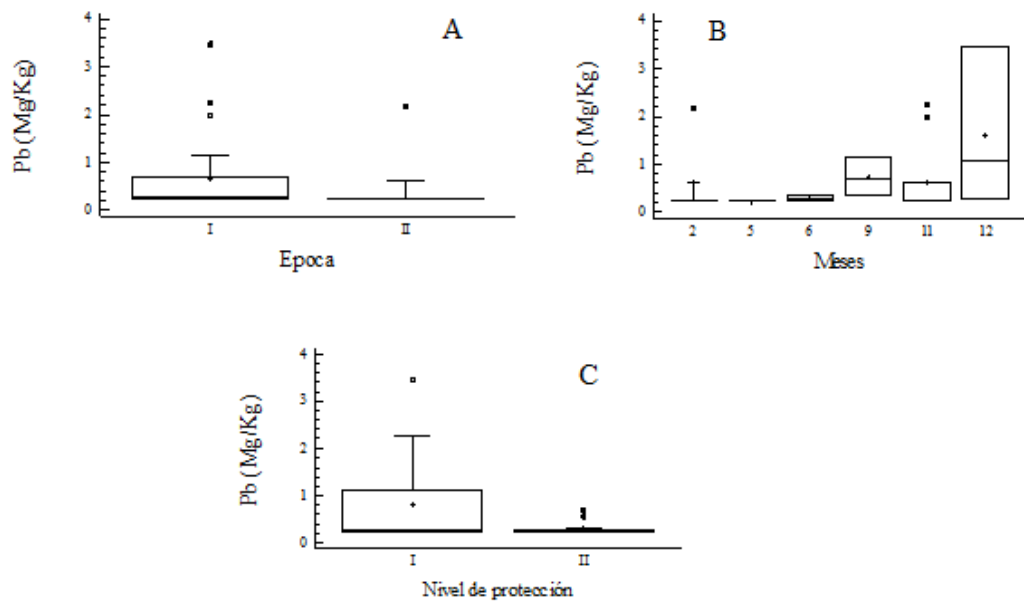 A
Pb (Mg/Kg)
4
3
2
1
0
I II
Epoca
B
Pb (Mg/Kg)
4
3
2
1
0
2 5 6 9 11 12
Meses
C
Pb (Mg/Kg)
4
3
2
1
0
I II
Nivel de protección